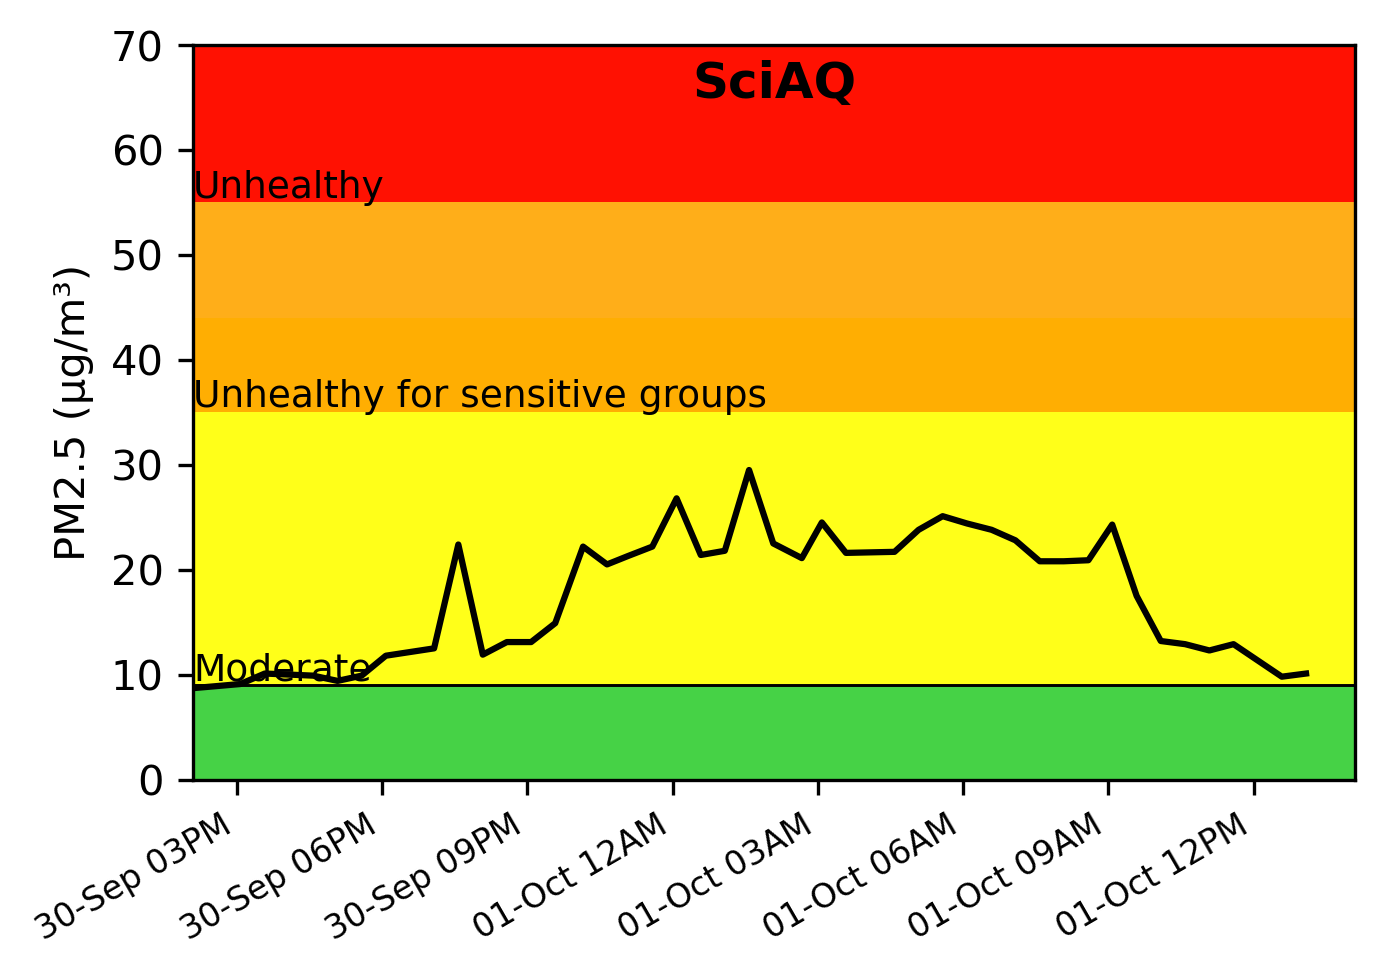 SciAQ
PM2.5 (µg/m³)
70
60
50
40
30
20
10
0
Unhealthy
Unhealthy for sensitive groups
Moderate
30-Sep 03PM
30-Sep 06PM
30-Sep 09PM
01-Oct 12AM
01-Oct 03AM
01-Oct 06AM
01-Oct 09AM
01-Oct 12PM